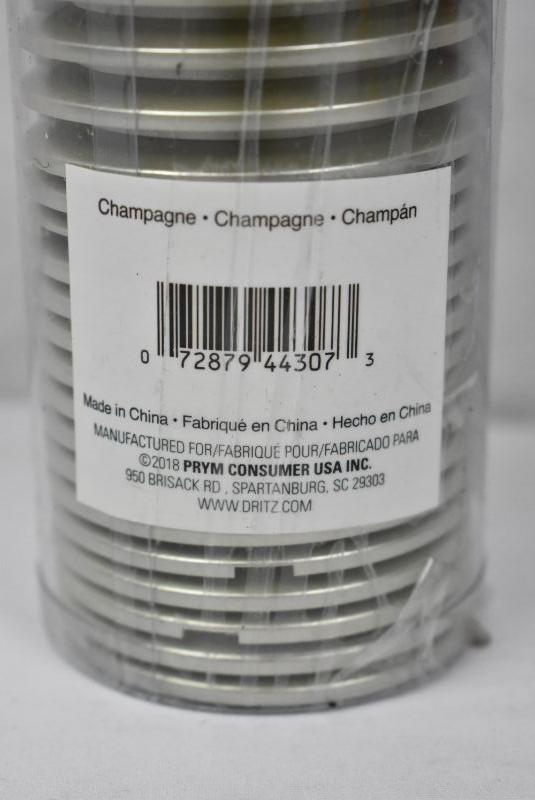 Champagne • Champagne • Champán
0 72879 44307 3
Made in China • Fabriqué en China • Hecho en China
MANUFACTURED FOR/FABRIQUÉ POUR/FABRICADO PARA
©2018 PRYM CONSUMER USA INC.
950 BRISACK RD , SPARTANBURG, SC 29303
WWW.DRITZ.COM